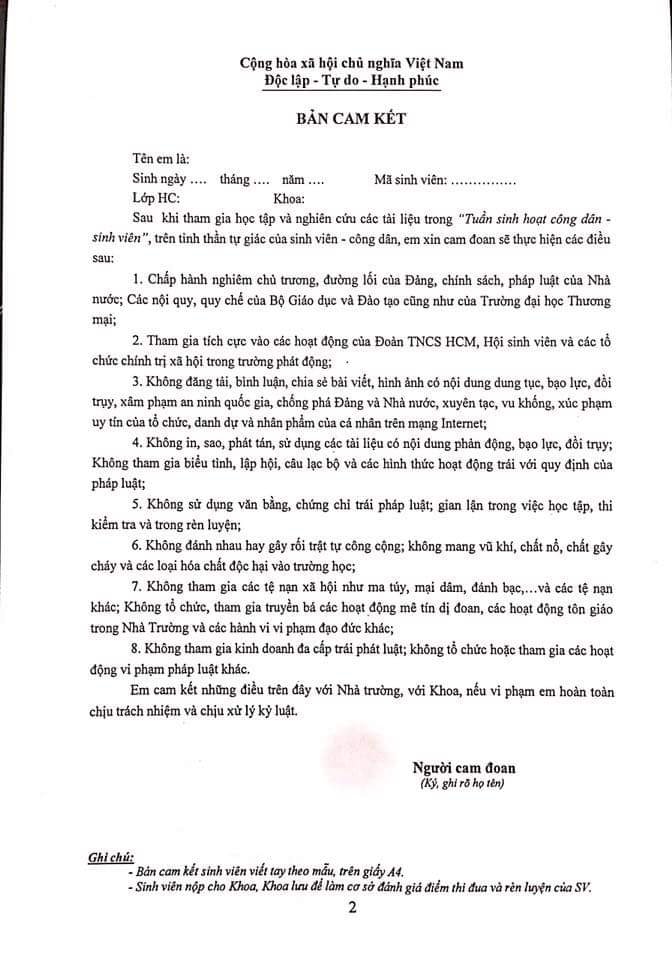 Cộng hòa xã hội chủ nghĩa Việt Nam
Độc lập - Tự do - Hạnh phúc
BẢN CAM KẾT
Tên em là:
Sinh ngày .... tháng .... năm .... Mã sinh viên: ...............
Lớp HC: Khoa:
Sau khi tham gia học tập và nghiên cứu các tài liệu trong "Tuần sinh hoạt công dân -
sinh viên", trên tinh thần tự giác của sinh viên - công dân, em xin cam đoan sẽ thực hiện các điều
sau:
1. Chấp hành nghiêm chủ trương, đường lối của Đảng, chính sách, pháp luật của Nhà
nước; Các nội quy, quy chế của Bộ Giáo dục và Đào tạo cũng như của Trường đại học Thương
mại;
2. Tham gia tích cực vào các hoạt động của Đoàn TNCS HCM, Hội sinh viên và các tổ
chức chính trị xã hội trong trường phát động;
3. Không đăng tải, bình luận, chia sẻ bài viết, hình ảnh có nội dung dung tục, bạo lực, đồi
trụy, xâm phạm an ninh quốc gia, chống phá Đảng và Nhà nước, xuyên tạc, vu khống, xúc phạm
uy tín của tổ chức, danh dự và nhân phẩm của cá nhân trên mạng Internet;
4. Không in, sao, phát tán, sử dụng các tài liệu có nội dung phản động, bạo lực, đồi trụy;
Không tham gia biểu tình, lập hội, câu lạc bộ và các hình thức hoạt động trái với quy định của
pháp luật;
5. Không sử dụng văn bằng, chứng chỉ trái pháp luật; gian lận trong việc học tập, thi
kiểm tra và trong rèn luyện;
6. Không đánh nhau hay gây rối trật tự công cộng; không mang vũ khí, chất nổ, chất gây
cháy và các loại hóa chất độc hại vào trường học;
7. Không tham gia các tệ nạn xã hội như ma túy, mại dâm, đánh bạc,...và các tệ nạn
khác; Không tổ chức, tham gia truyền bá các hoạt động mê tín dị đoan, các hoạt động tôn giáo
trong Nhà Trường và các hành vi vi phạm đạo đức khác;
8. Không tham gia kinh doanh đa cấp trái phát luật; không tổ chức hoặc tham gia các hoạt
động vi phạm pháp luật khác.
Em cam kết những điều trên đây với Nhà trường, với Khoa, nếu vi phạm em hoàn toàn
chịu trách nhiệm và chịu xử lý kỷ luật.
Người cam đoan
(Ký, ghi rõ họ tên)
Ghi chú:
- Bản cam kết sinh viên viết tay theo mẫu, trên giấy A4.
- Sinh viên nộp cho Khoa, Khoa lưu để làm cơ sở đánh giá điểm thi đua và rèn luyện của SV.
2